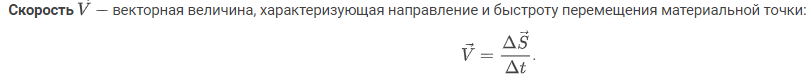 Скорость V⃗ — векторная величина, характеризующая направление и быстроту перемещения материальной точки:
V⃗ = ΔS⃗ / Δt.